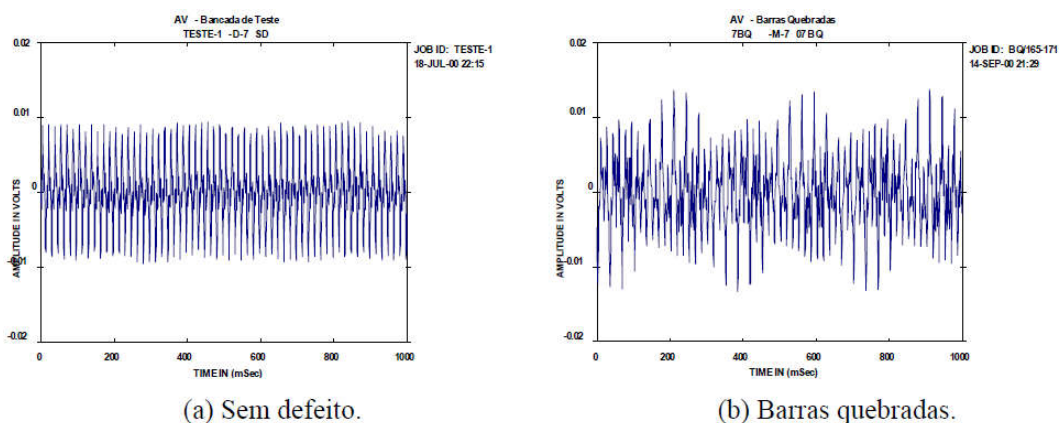 AV - Bancada de Teste
TESTE-1 -D-7 SD
JOB ID: TESTE-1
18-JUL-00 22:15
AMPLITUDE IN VOLTS
0.02
0.01
0
-0.01
-0.02
0 200 400 600 800 1000
TIME IN (mSec)
(a) Sem defeito.
AV - Barras Quebradas
7BQ -M-7 07BQ
JOB ID: BQ/165-171
14-SEP-00 21:29
AMPLITUDE IN VOLTS
0.02
0.01
0
-0.01
-0.02
0 200 400 600 800 1000
TIME IN (mSec)
(b) Barras quebradas.